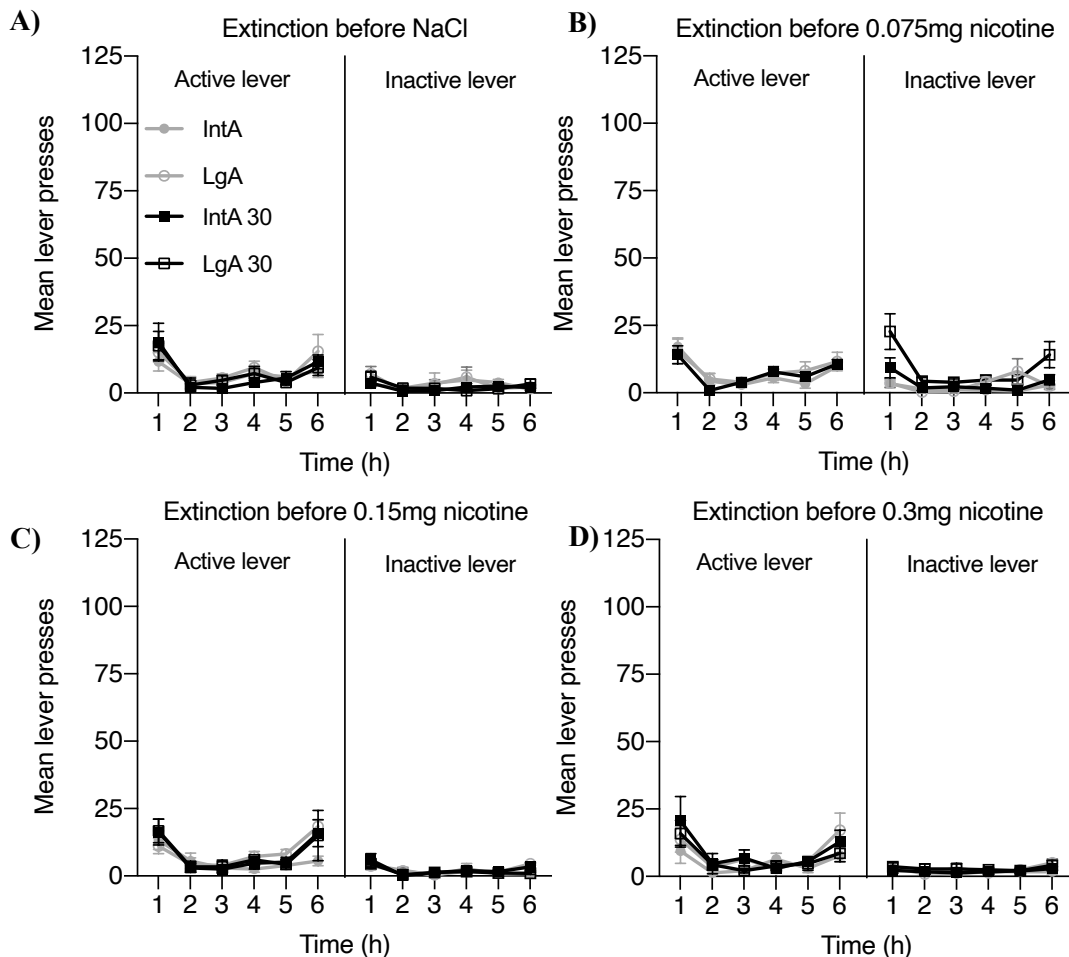 A)
Extinction before NaCl
125
100
75
50
25
0
Mean lever presses
Active lever
Inactive lever
IntA
LgA
IntA 30
LgA 30
1 2 3 4 5 6 1 2 3 4 5 6
Time (h)
B)
Extinction before 0.075mg nicotine
125
100
75
50
25
0
Mean lever presses
Active lever
Inactive lever
1 2 3 4 5 6 1 2 3 4 5 6
Time (h)
C)
Extinction before 0.15mg nicotine
125
100
75
50
25
0
Mean lever presses
Active lever
Inactive lever
1 2 3 4 5 6 1 2 3 4 5 6
Time (h)
D)
Extinction before 0.3mg nicotine
125
100
75
50
25
0
Mean lever presses
Active lever
Inactive lever
1 2 3 4 5 6 1 2 3 4 5 6
Time (h)